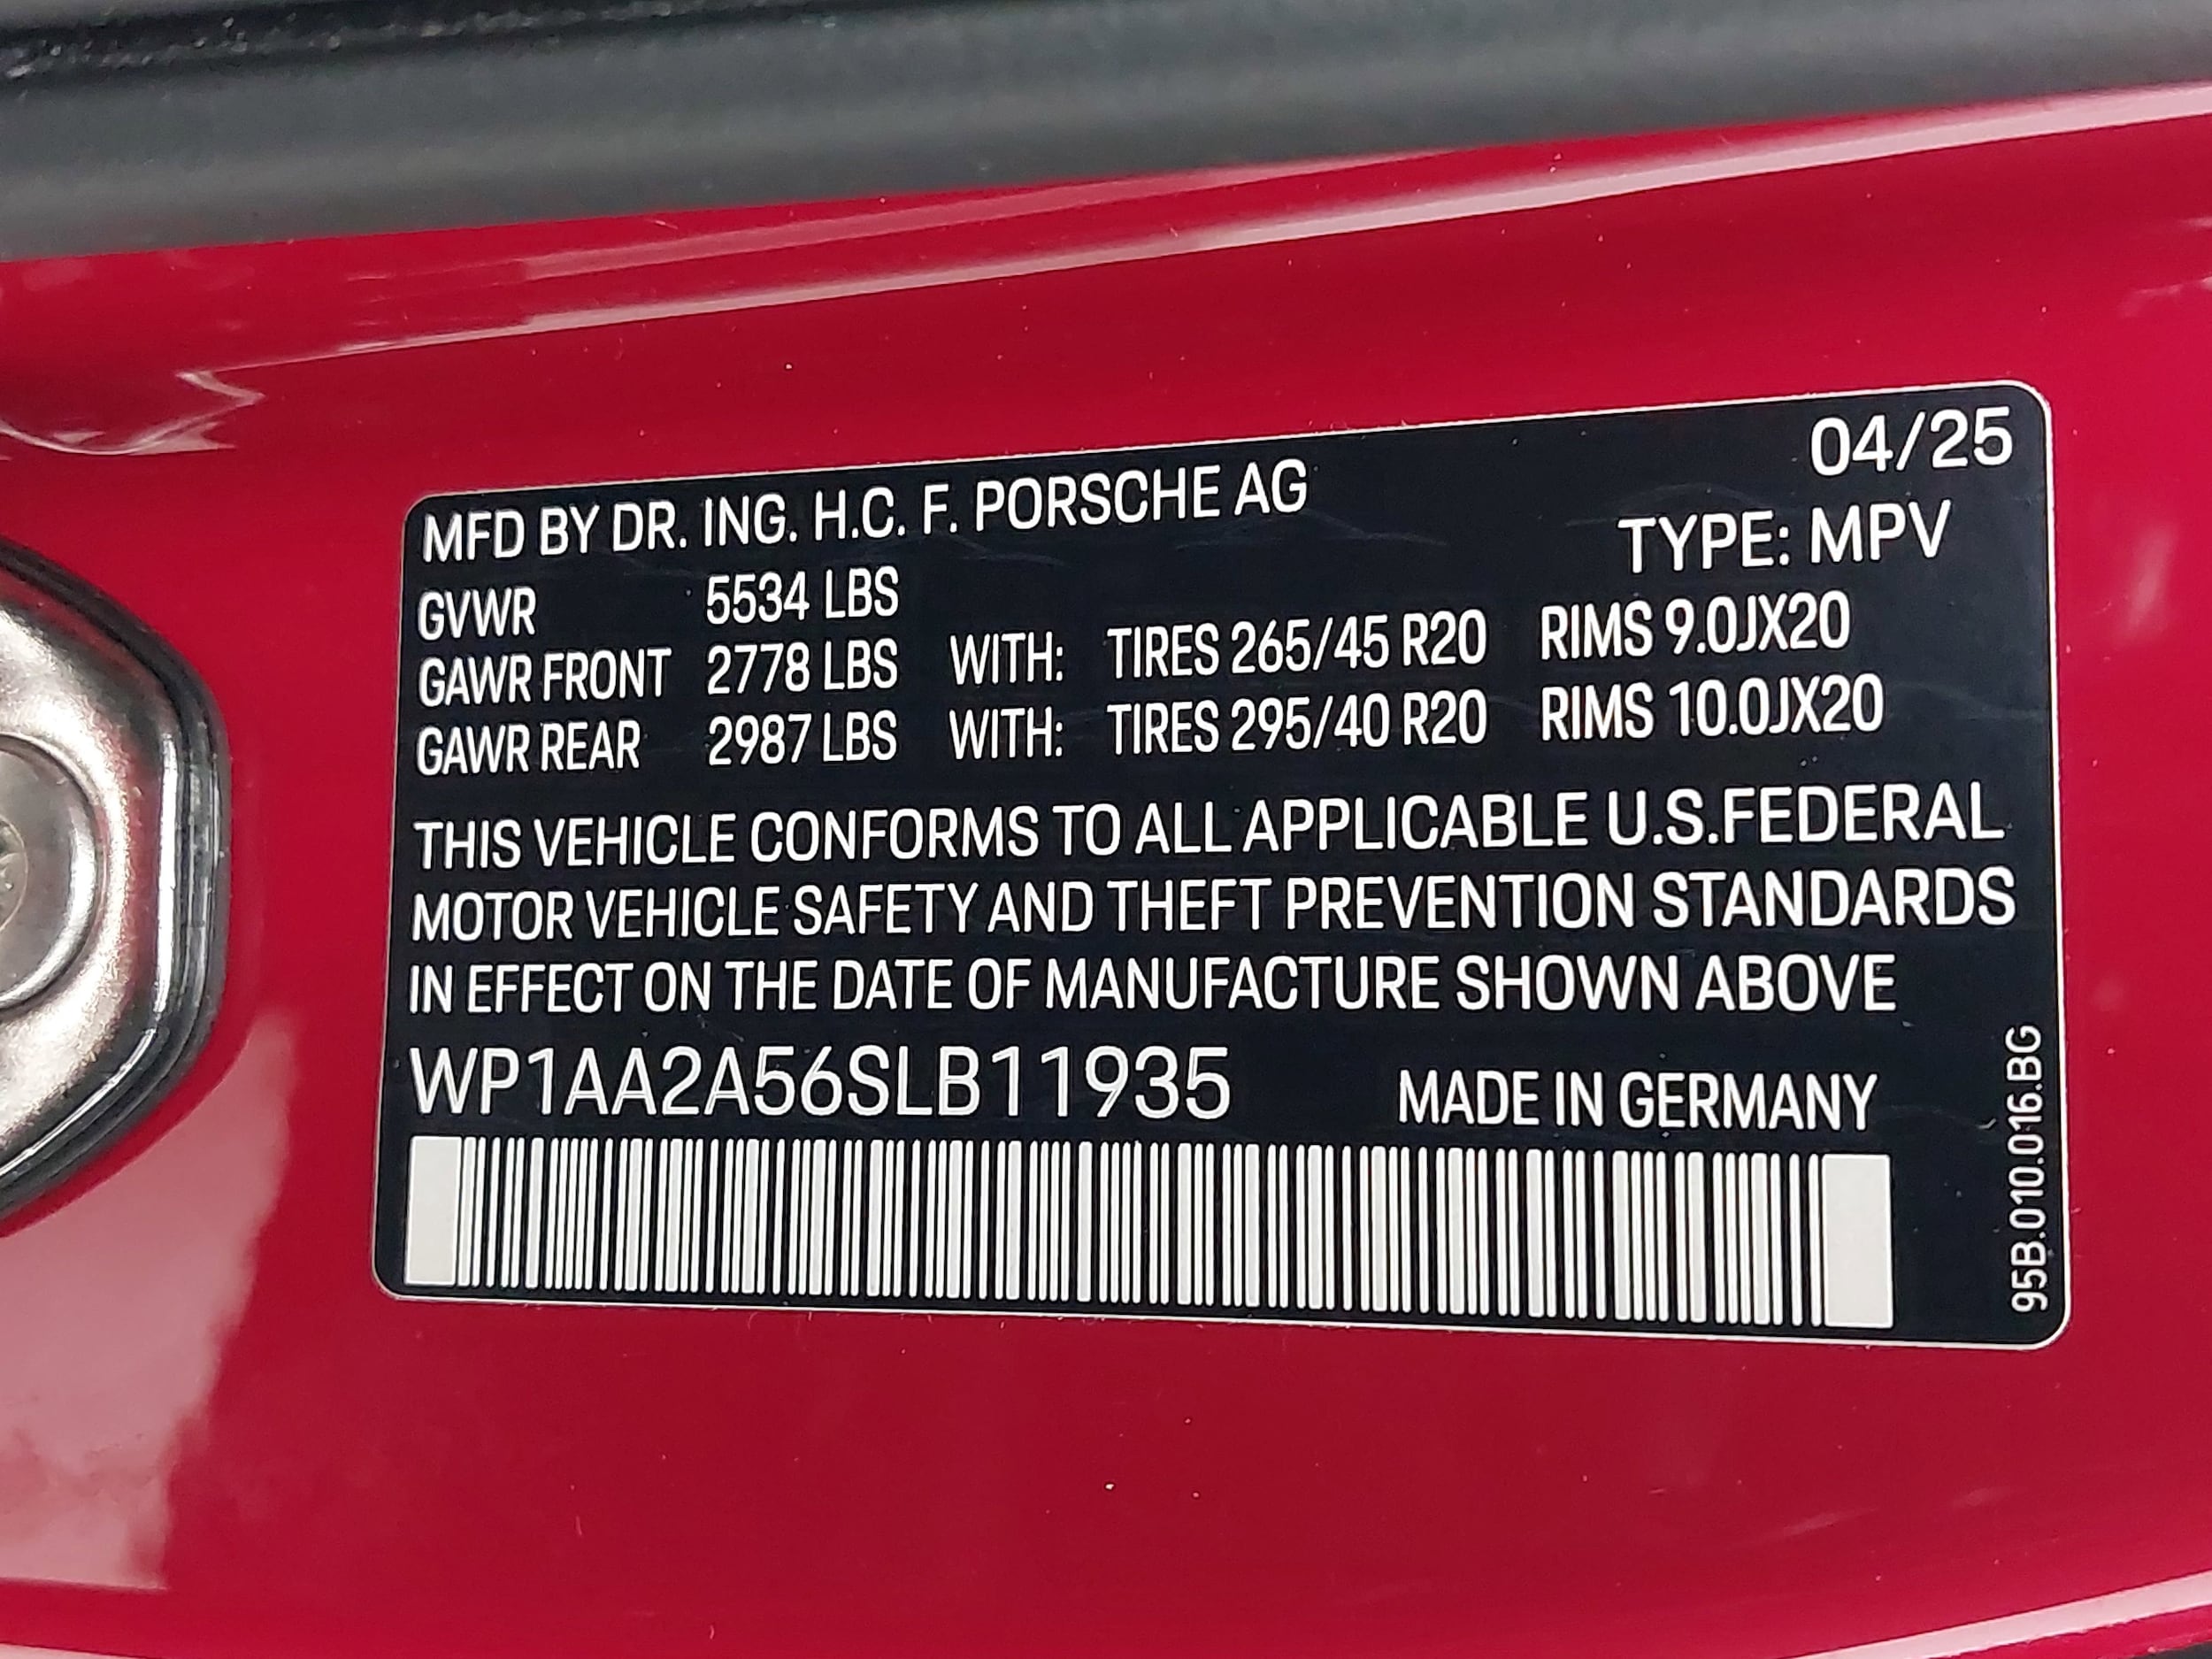 04/25
MFD BY DR. ING. H.C. F. PORSCHE AG
TYPE: MPV
GVWR 5534 LBS
GAWR FRONT 2778 LBS WITH: TIRES 265/45 R20 RIMS 9.0JX20
GAWR REAR 2987 LBS WITH: TIRES 295/40 R20 RIMS 10.0JX20
THIS VEHICLE CONFORMS TO ALL APPLICABLE U.S.FEDERAL
MOTOR VEHICLE SAFETY AND THEFT PREVENTION STANDARDS
IN EFFECT ON THE DATE OF MANUFACTURE SHOWN ABOVE
WP1AA2A56SLB11935 MADE IN GERMANY
95B.010.016.BG